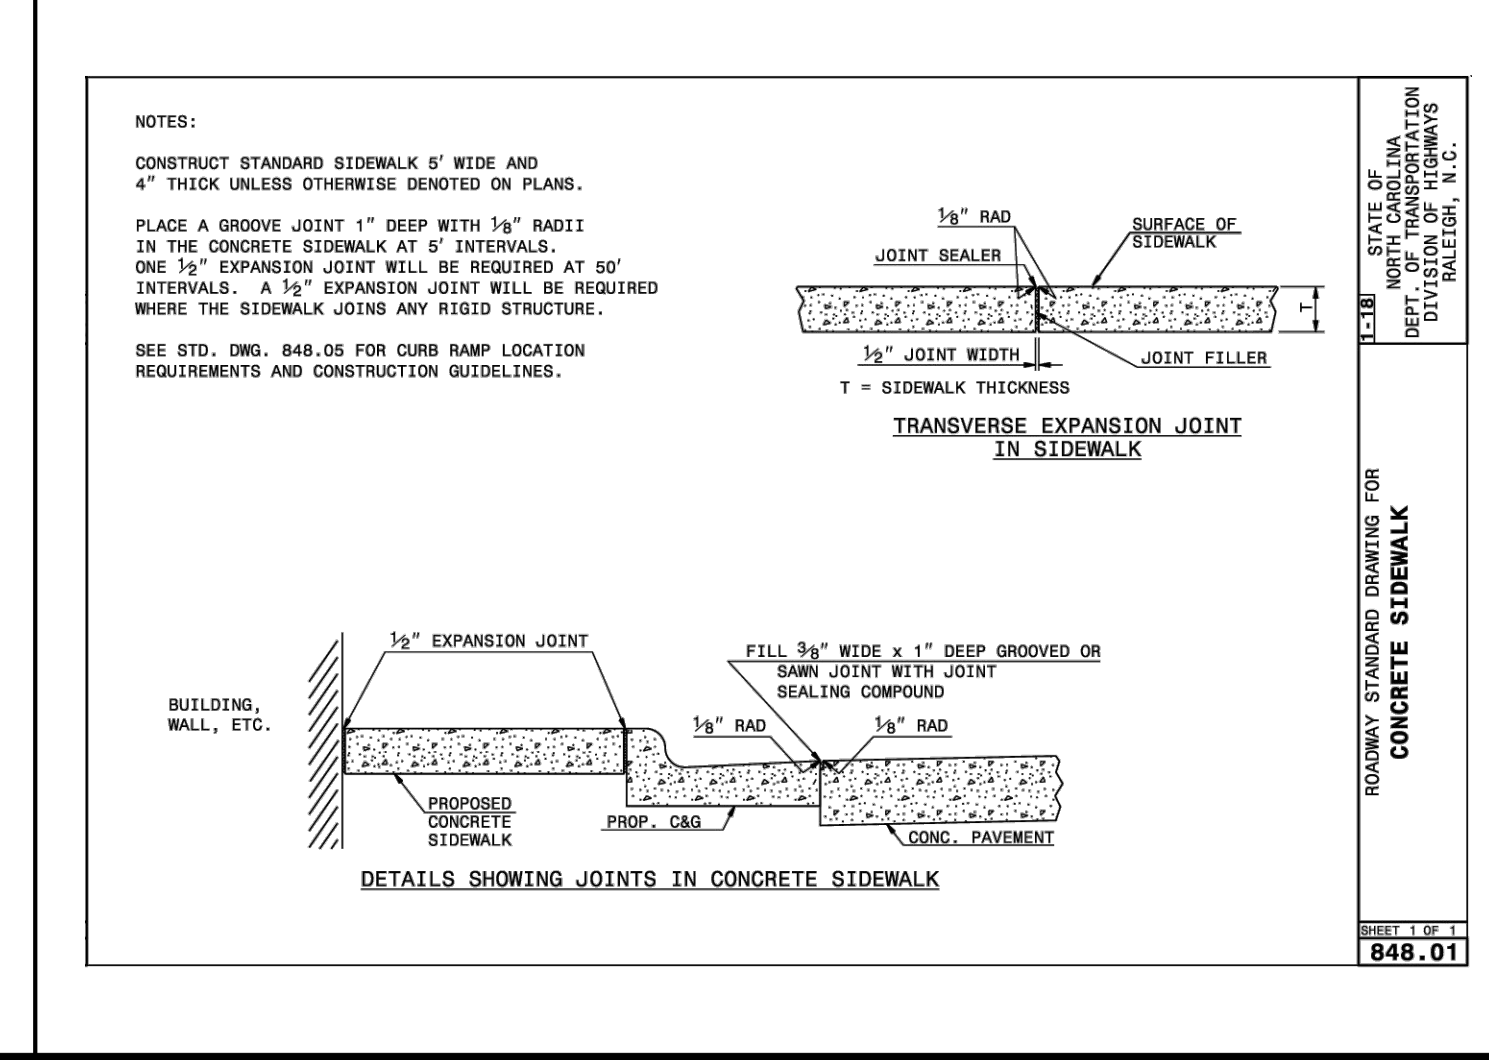 NOTES:
CONSTRUCT STANDARD SIDEWALK 5′ WIDE AND
4″ THICK UNLESS OTHERWISE DENOTED ON PLANS.
PLACE A GROOVE JOINT 1″ DEEP WITH 1/8″ RADII
IN THE CONCRETE SIDEWALK AT 5′ INTERVALS.
ONE 1/2″ EXPANSION JOINT WILL BE REQUIRED AT 50′
INTERVALS. A 1/2″ EXPANSION JOINT WILL BE REQUIRED
WHERE THE SIDEWALK JOINS ANY RIGID STRUCTURE.
SEE STD. DWG. 848.05 FOR CURB RAMP LOCATION
REQUIREMENTS AND CONSTRUCTION GUIDELINES.
1/8″ RAD
JOINT SEALER
SURFACE OF
SIDEWALK
T
1/2″ JOINT WIDTH
JOINT FILLER
T = SIDEWALK THICKNESS
TRANSVERSE EXPANSION JOINT
IN SIDEWALK
1/2″ EXPANSION JOINT
FILL 3/8″ WIDE x 1″ DEEP GROOVED OR
SAWN JOINT WITH JOINT
SEALING COMPOUND
BUILDING,
WALL, ETC.
1/8″ RAD
1/8″ RAD
PROPOSED
CONCRETE
SIDEWALK
PROP. C&G
CONC. PAVEMENT
DETAILS SHOWING JOINTS IN CONCRETE SIDEWALK
1-18
STATE OF
NORTH CAROLINA
DEPT. OF TRANSPORTATION
DIVISION OF HIGHWAYS
RALEIGH, N.C.
ROADWAY STANDARD DRAWING FOR
CONCRETE SIDEWALK
SHEET 1 OF 1
848.01